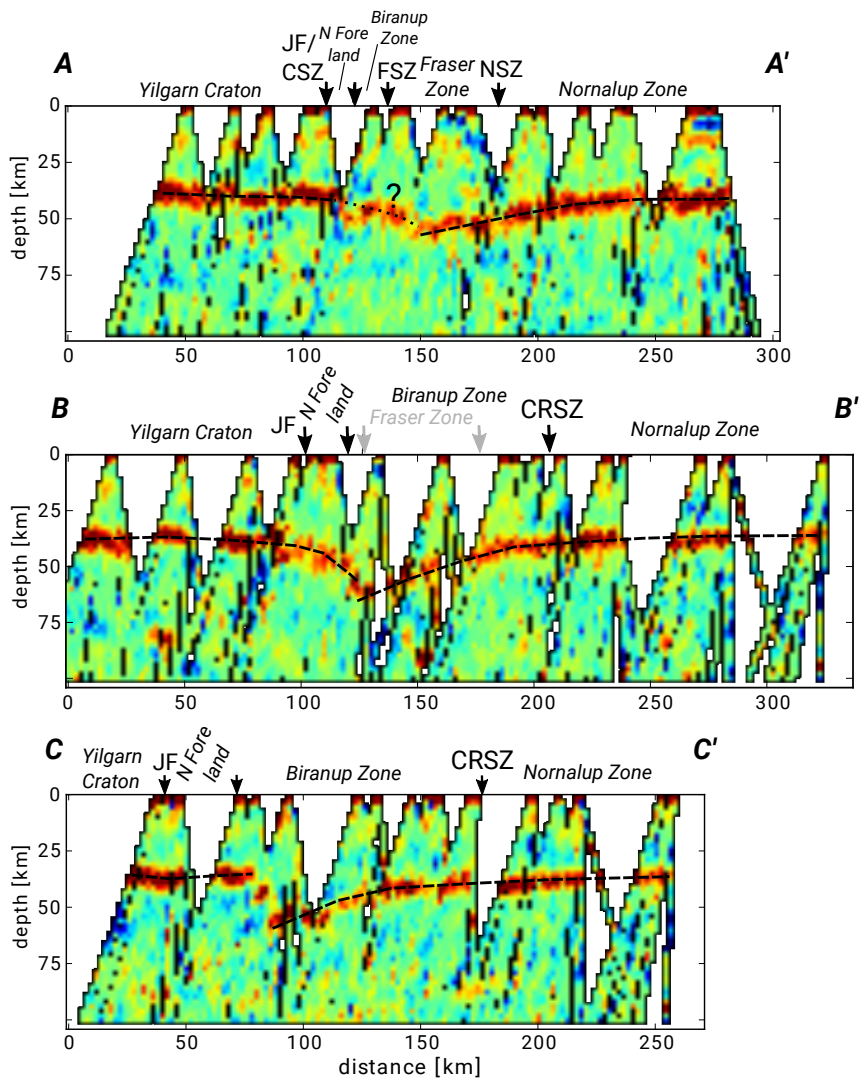 A
JF/
CSZ
N Fore
land
Biranup
Zone
FSZ
Fraser
Zone
NSZ
A'
Yilgarn Craton
Nornalup Zone
0
25
50
75
depth [km]
?
0 50 100 150 200 250 300
B
Yilgarn Craton
JF
N Fore
land
Biranup Zone
Fraser Zone
CRSZ
Nornalup Zone
B'
0
25
50
75
depth [km]
0 50 100 150 200 250 300
C
Yilgarn
Craton
JF
N Fore
land
Biranup Zone
CRSZ
Nornalup Zone
C'
0
25
50
75
depth [km]
0 50 100 150 200 250
distance [km]